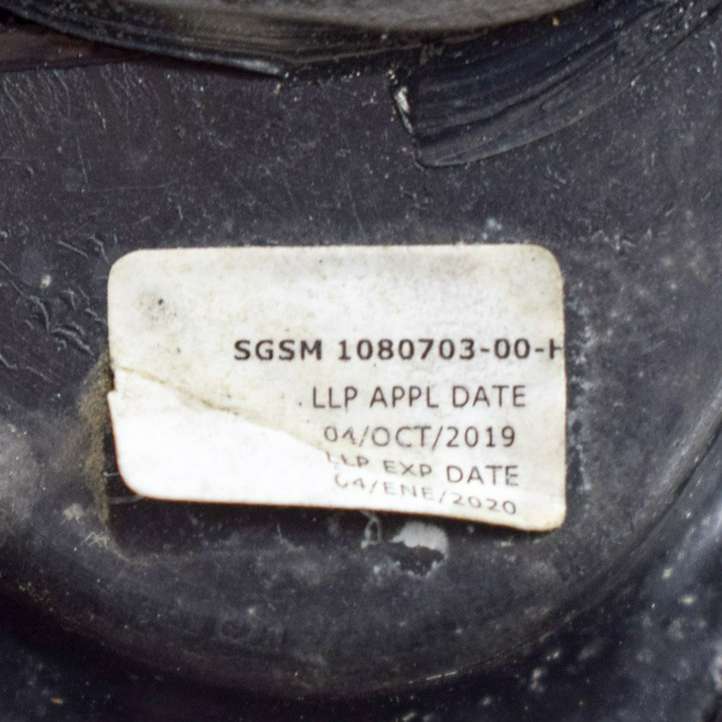 SGSM 1080703-00-H
LLP APPL DATE
04/OCT/2019
LLP EXP DATE
04/ENE/2020